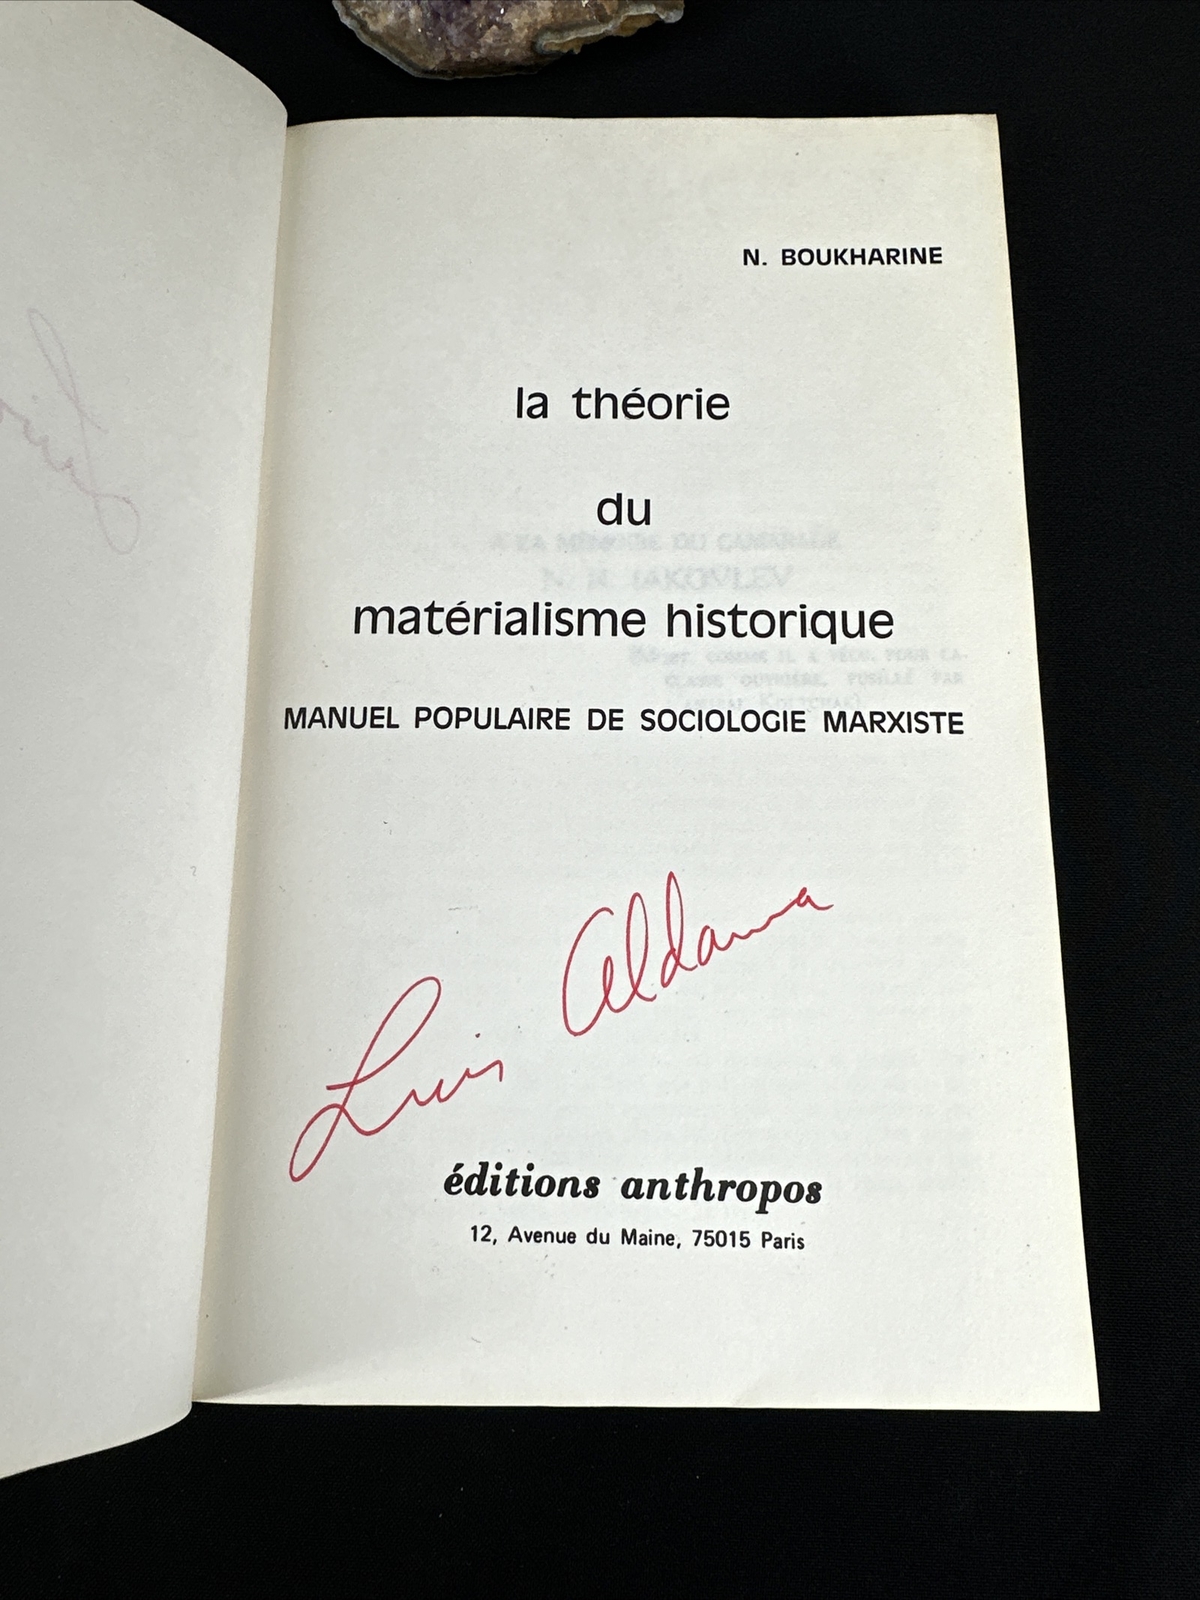 N. BOUKHARINE
la théorie
du
matérialisme historique
MANUEL POPULAIRE DE SOCIOLOGIE MARXISTE
Luis Aldama
éditions anthropos
12, Avenue du Maine, 75015 Paris